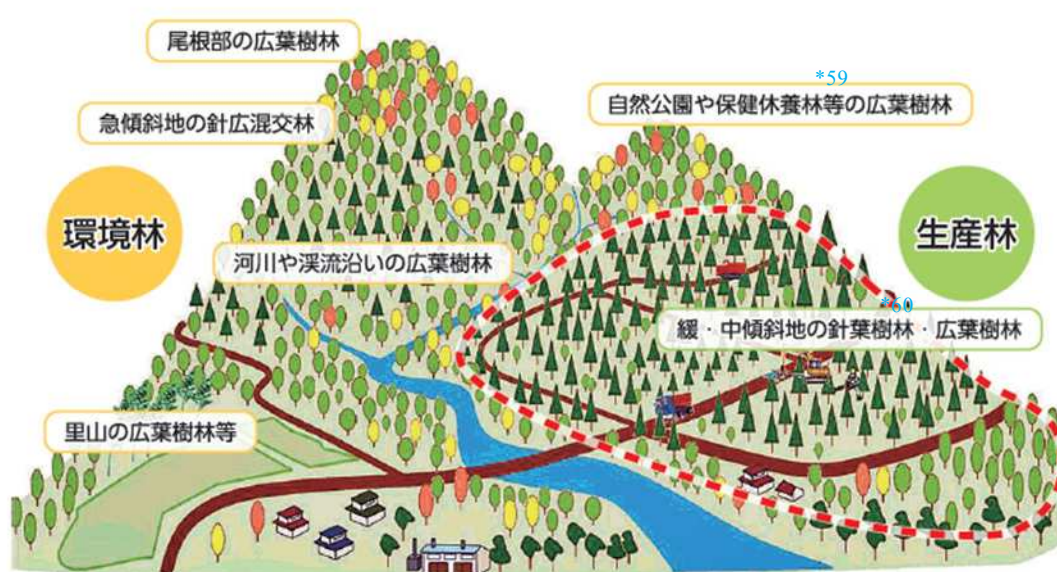 尾根部の広葉樹林
*59
自然公園や保健休養林等の広葉樹林
急傾斜地の針広混交林
環境林
生産林
河川や渓流沿いの広葉樹林
*60
緩・中傾斜地の針葉樹林・広葉樹林
里山の広葉樹林等